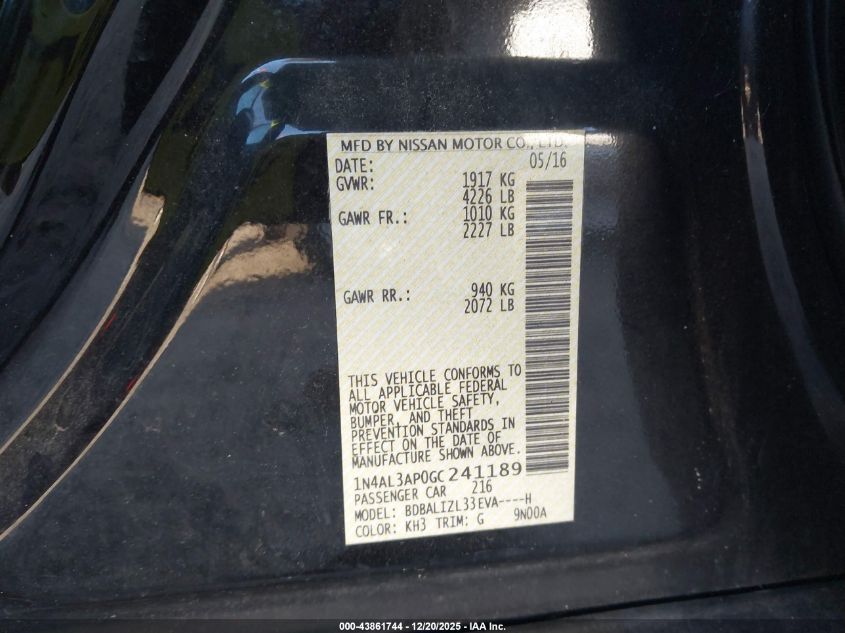 MFD BY NISSAN MOTOR CO., LTD.
DATE: 05/16
GVWR: 1917 KG
4226 LB
GAWR FR.: 1010 KG
2227 LB
GAWR RR.: 940 KG
2072 LB
THIS VEHICLE CONFORMS TO
ALL APPLICABLE FEDERAL
MOTOR VEHICLE SAFETY,
BUMPER, AND THEFT
PREVENTION STANDARDS IN
EFFECT ON THE DATE OF
MANUFACTURE SHOWN ABOVE.
1N4AL3AP0GC241189
PASSENGER CAR 216
MODEL: BDBALIZL33EVA----H
COLOR: KH3 TRIM: G 9N00A
000-43861744 - 12/20/2025 - IAA Inc.